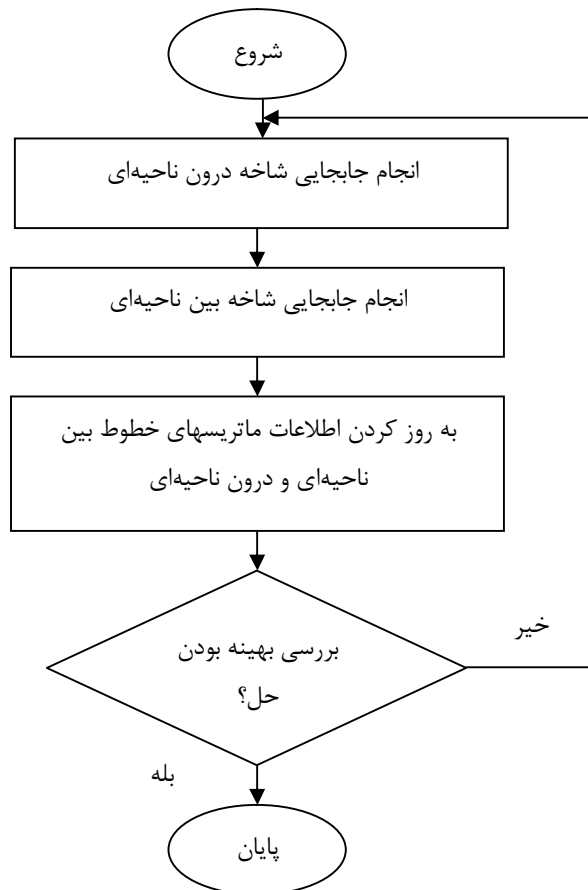 شروع
انجام جابجایی شاخه درون ناحیه‌ای
انجام جابجایی شاخه بین ناحیه‌ای
به روز کردن اطلاعات ماتریسهای خطوط بین
ناحیه‌ای و درون ناحیه‌ای
خیر
بررسی بهینه بودن
حل؟
بله
پایان